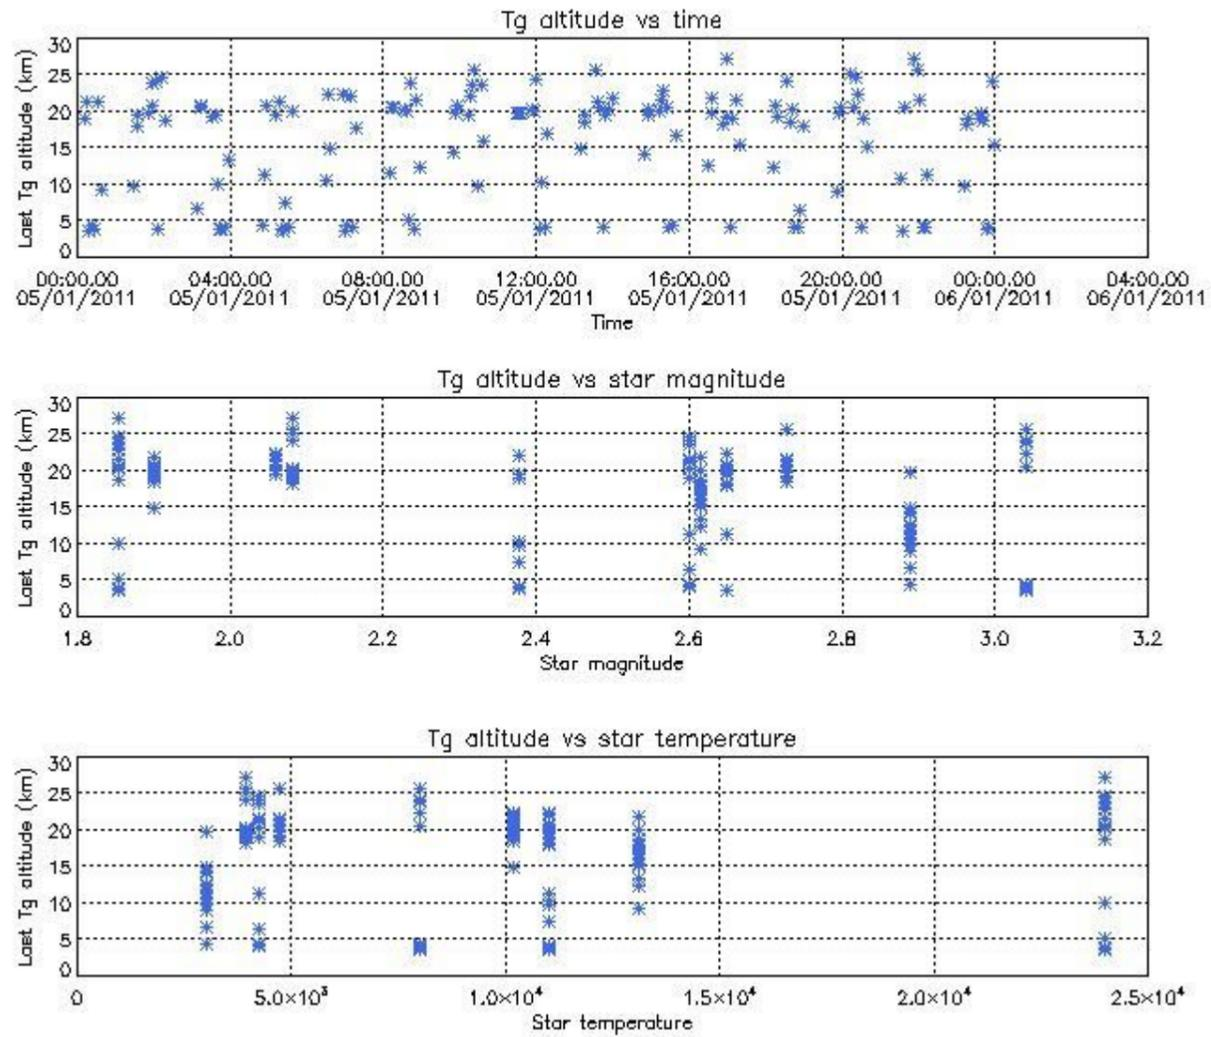 Tg altitude vs time
Last Tg altitude (km)
30
25
20
15
10
5
0
00:00.00 04:00.00 08:00.00 12:00.00 16:00.00 20:00.00 00:00.00 04:00.00
05/01/2011 05/01/2011 05/01/2011 05/01/2011 05/01/2011 05/01/2011 06/01/2011 06/01/2011
Time
Tg altitude vs star magnitude
Last Tg altitude (km)
30
25
20
15
10
5
0
1.8 2.0 2.2 2.4 2.6 2.8 3.0 3.2
Star magnitude
Tg altitude vs star temperature
Last Tg altitude (km)
30
25
20
15
10
5
0
0 5.0×10³ 1.0×10⁴ 1.5×10⁴ 2.0×10⁴ 2.5×10⁴
Star temperature